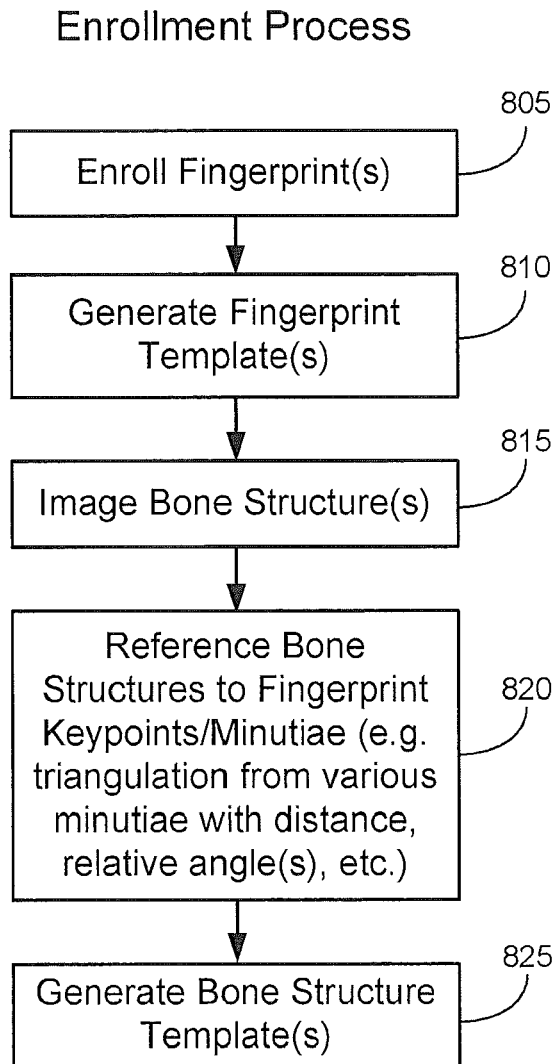 Enrollment Process
805
Enroll Fingerprint(s)
810
Generate Fingerprint
Template(s)
815
Image Bone Structure(s)
Reference Bone
Structures to Fingerprint
Keypoints/Minutiae (e.g.
triangulation from various
minutiae with distance,
relative angle(s), etc.)
820
825
Generate Bone Structure
Template(s)